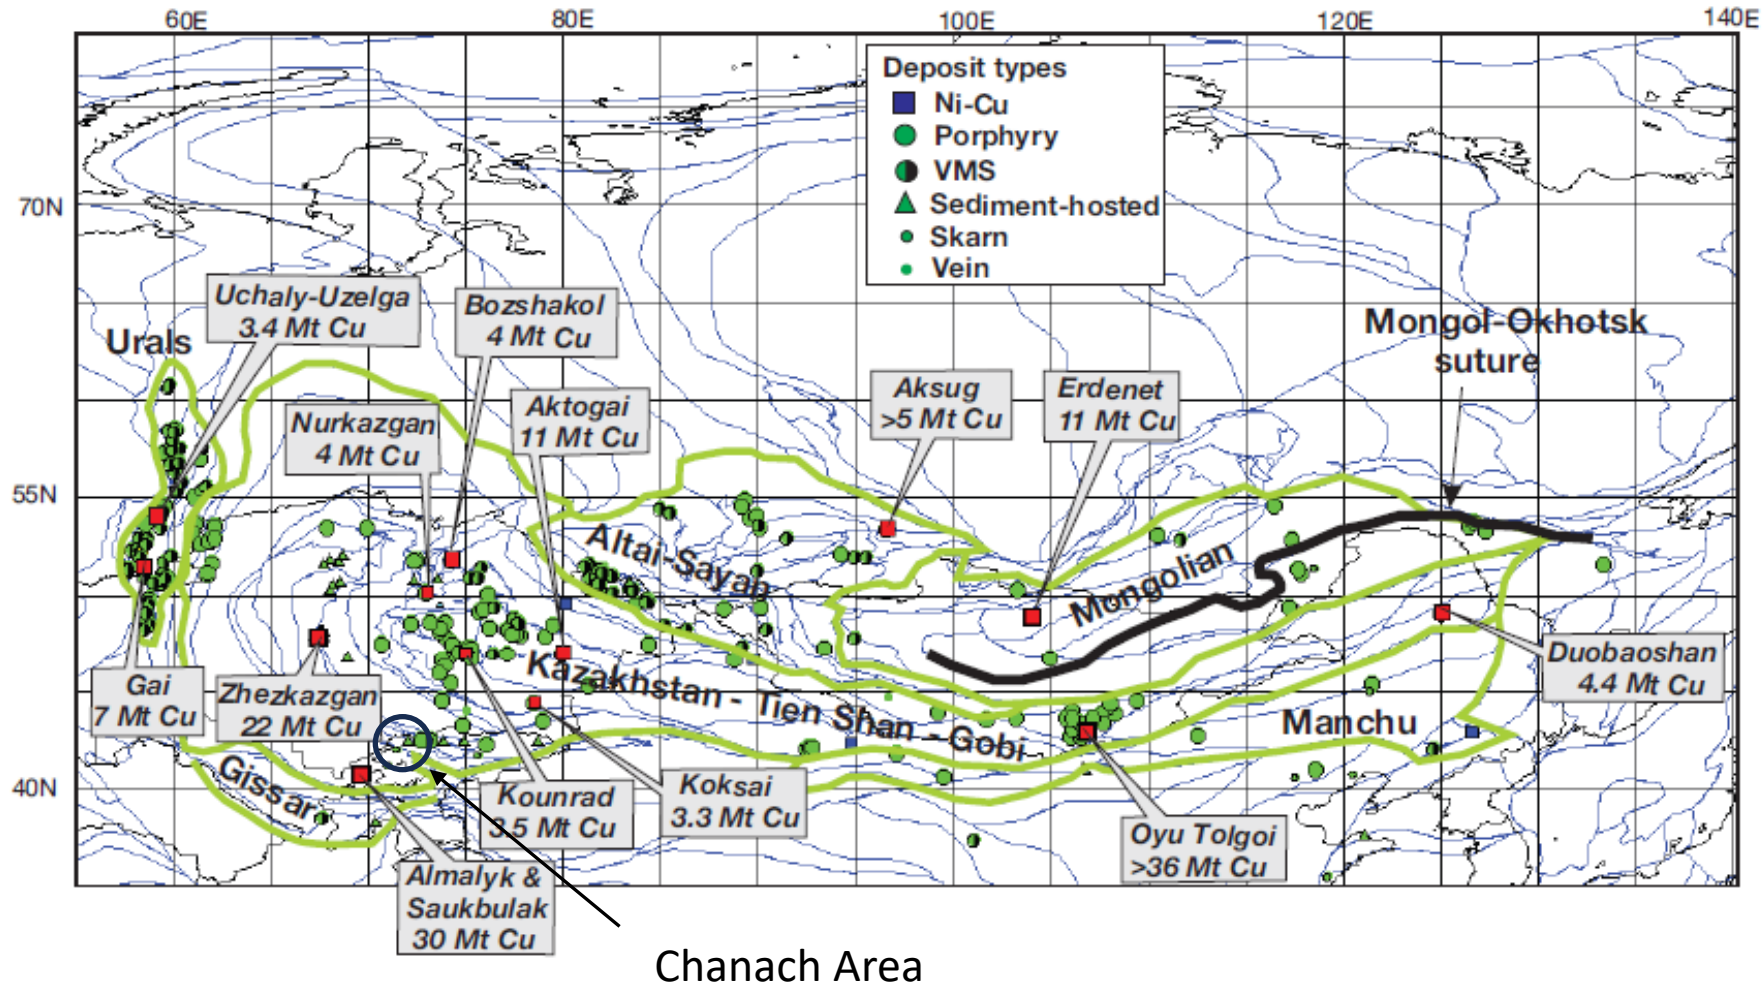 60E
80E
100E
120E
140E
Deposit types
Ni-Cu
Porphyry
VMS
Sediment-hosted
Skarn
Vein
70N
Uchaly-Uzelga
3.4 Mt Cu
Bozshakol
4 Mt Cu
Urals
Mongol-Okhotsk
suture
Nurkazgan
4 Mt Cu
Aktogai
11 Mt Cu
Aksug
>5 Mt Cu
Erdenet
11 Mt Cu
55N
Altai-Sayan
Mongolian
Gai
7 Mt Cu
Zhezkazgan
22 Mt Cu
Kazakhstan - Tien Shan - Gobi
Duobaoshan
4.4 Mt Cu
Manchu
40N
Gissar
Kounrad
3.5 Mt Cu
Koksai
3.3 Mt Cu
Oyu Tolgoi
>36 Mt Cu
Almalyk &
Saukbulak
30 Mt Cu
Chanach Area